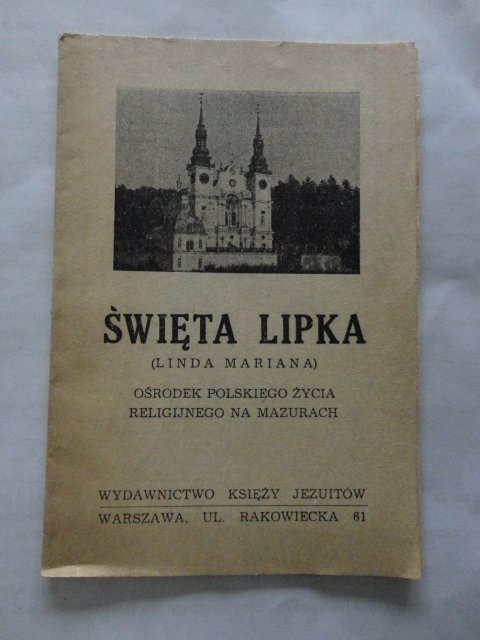 ŚWIĘTA LIPKA
(LINDA MARIANA)
OŚRODEK POLSKIEGO ŻYCIA
RELIGIJNEGO NA MAZURACH
WYDAWNICTWO KSIĘŻY JEZUITÓW
WARSZAWA, UL. RAKOWIECKA 61